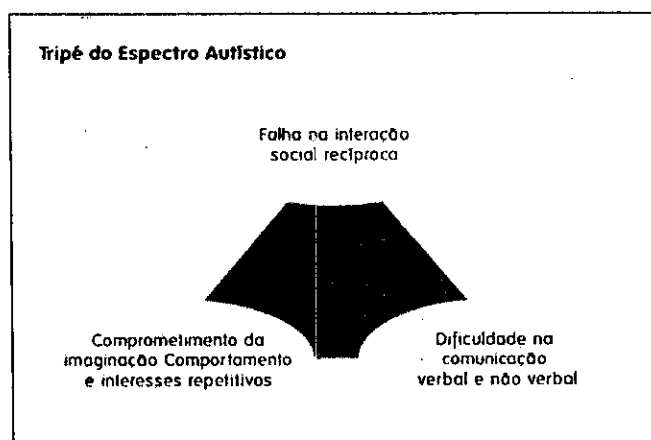 Tripé do Espectro Autístico
Falha na interação
social recíproca
Comprometimento da
imaginação Comportamento
e interesses repetitivos
Dificuldade na
comunicação
verbal e não verbal